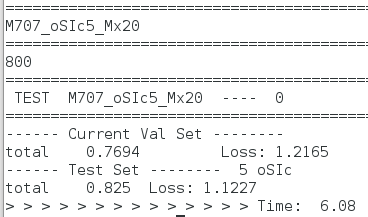 ==========================================
M707_oSIc5_Mx20
==========================================
800
==========================================
TEST  M707_oSIc5_Mx20  ----  0
==========================================
------ Current Val Set --------
total    0.7694         Loss: 1.2165
------ Test Set --------  5 oSIc
total    0.825  Loss: 1.1227
> > > > > > > > > > > > > > Time:  6.08